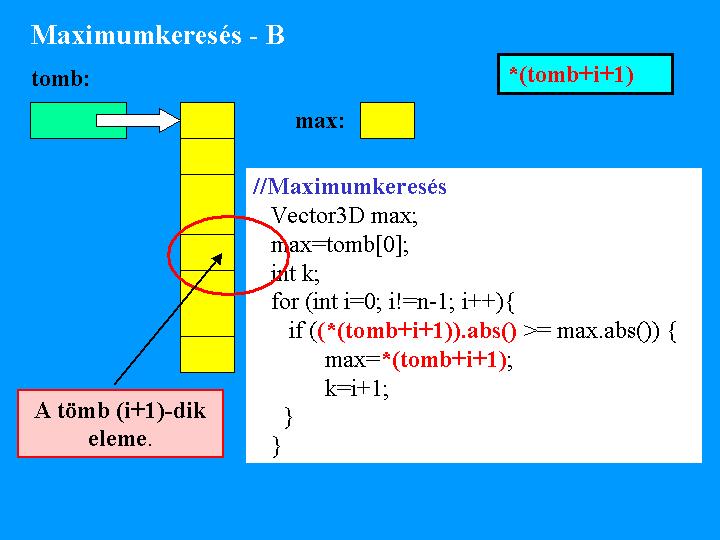 Maximumkeresés - B
tomb:
*(tomb+i+1)
max:
//Maximumkeresés
Vector3D max;
max=tomb[0];
int k;
for (int i=0; i!=n-1; i++){
if ((*(tomb+i+1)).abs() >= max.abs()) {
max=*(tomb+i+1);
k=i+1;
}
}
A tömb (i+1)-dik
eleme.